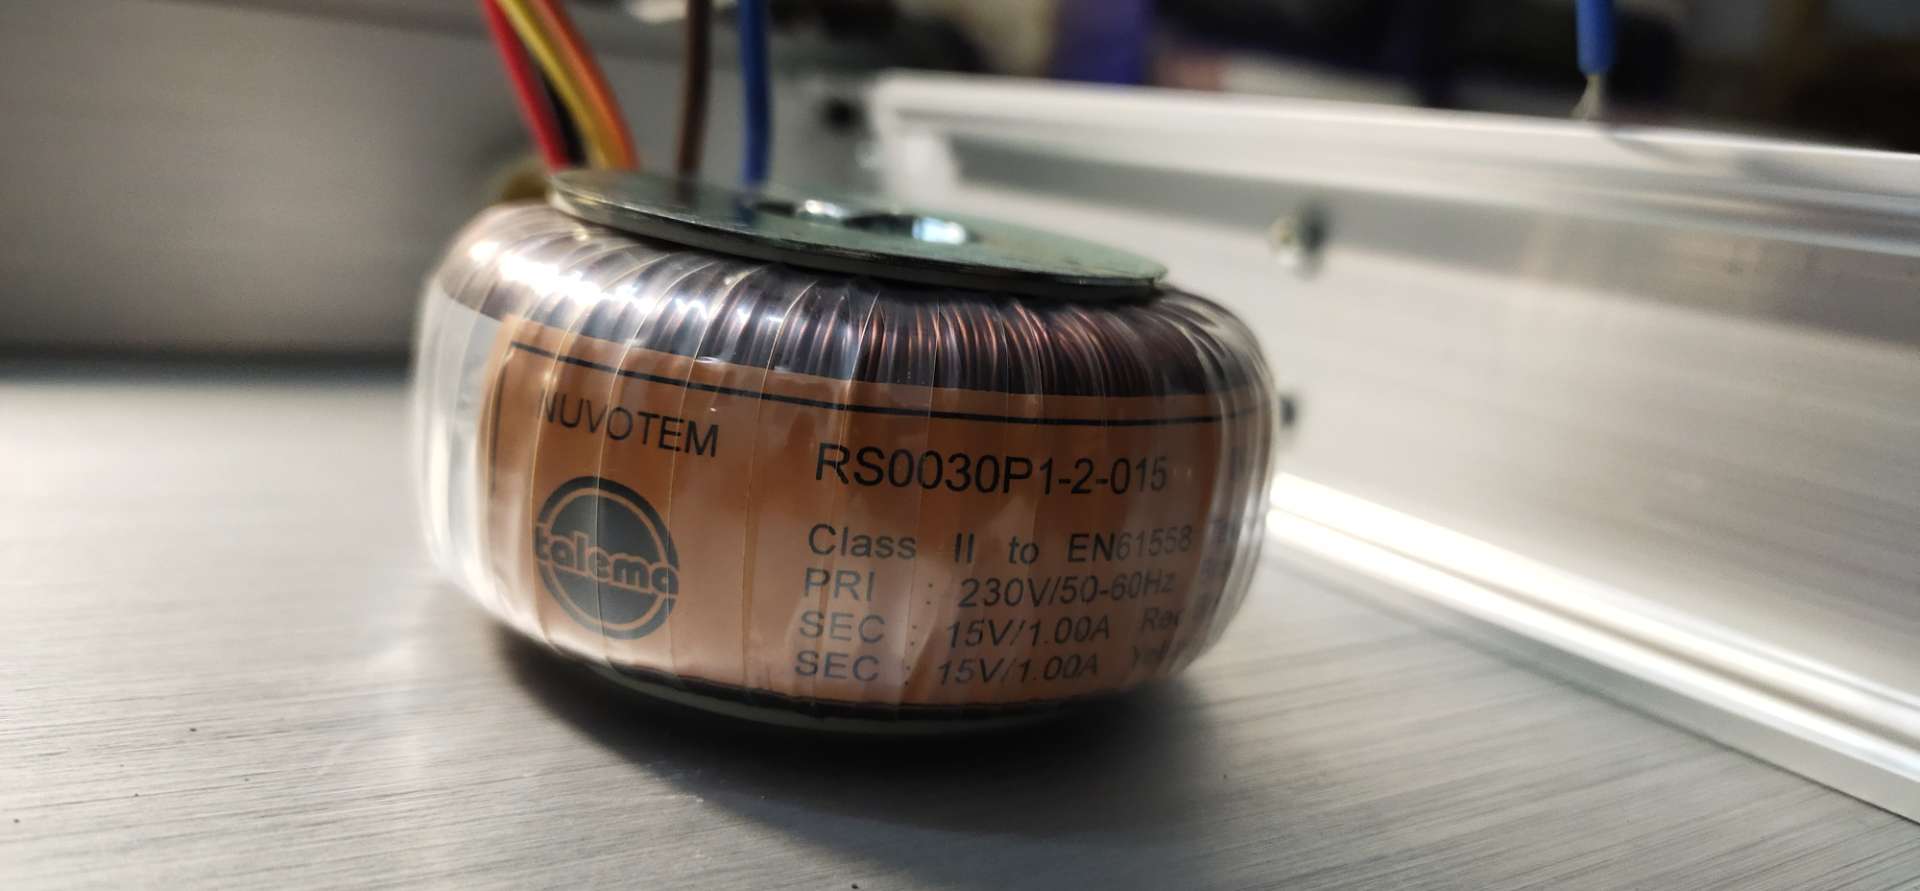 NUVOTEM
talema
RS0030P1-2-015
Class II to EN61558
PRI : 230V/50-60Hz
SEC : 15V/1.00A
SEC : 15V/1.00A